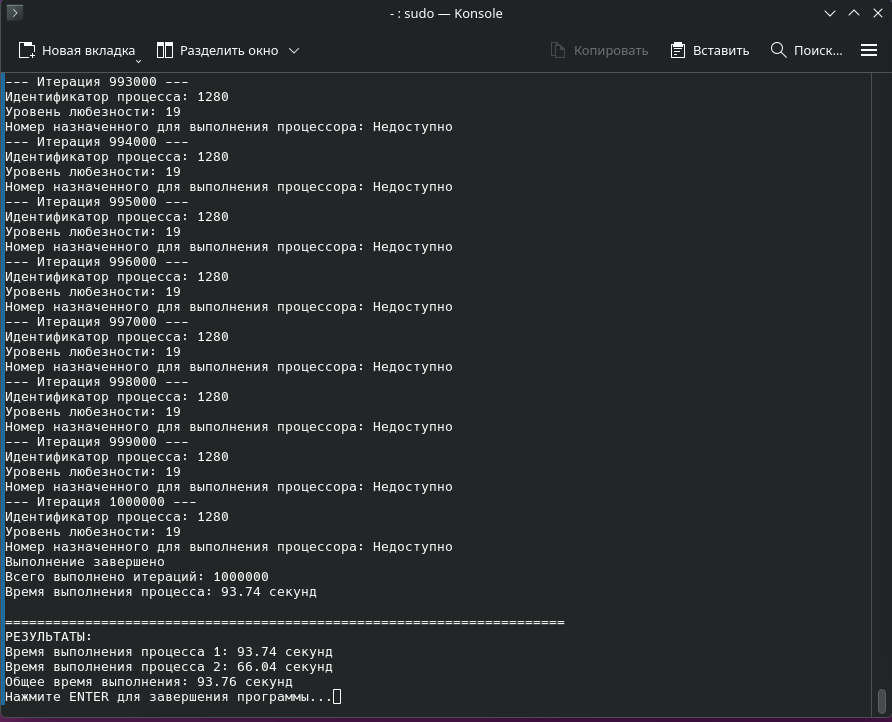 - : sudo — Konsole
Новая вкладка
Разделить окно
Копировать
Вставить
Поиск...
--- Итерация 993000 ---
Идентификатор процесса: 1280
Уровень любезности: 19
Номер назначенного для выполнения процессора: Недоступно
--- Итерация 994000 ---
Идентификатор процесса: 1280
Уровень любезности: 19
Номер назначенного для выполнения процессора: Недоступно
--- Итерация 995000 ---
Идентификатор процесса: 1280
Уровень любезности: 19
Номер назначенного для выполнения процессора: Недоступно
--- Итерация 996000 ---
Идентификатор процесса: 1280
Уровень любезности: 19
Номер назначенного для выполнения процессора: Недоступно
--- Итерация 997000 ---
Идентификатор процесса: 1280
Уровень любезности: 19
Номер назначенного для выполнения процессора: Недоступно
--- Итерация 998000 ---
Идентификатор процесса: 1280
Уровень любезности: 19
Номер назначенного для выполнения процессора: Недоступно
--- Итерация 999000 ---
Идентификатор процесса: 1280
Уровень любезности: 19
Номер назначенного для выполнения процессора: Недоступно
--- Итерация 1000000 ---
Идентификатор процесса: 1280
Уровень любезности: 19
Номер назначенного для выполнения процессора: Недоступно
Выполнение завершено
Всего выполнено итераций: 1000000
Время выполнения процесса: 93.74 секунд
======================================================================
РЕЗУЛЬТАТЫ:
Время выполнения процесса 1: 93.74 секунд
Время выполнения процесса 2: 66.04 секунд
Общее время выполнения: 93.76 секунд
Нажмите ENTER для завершения программы...